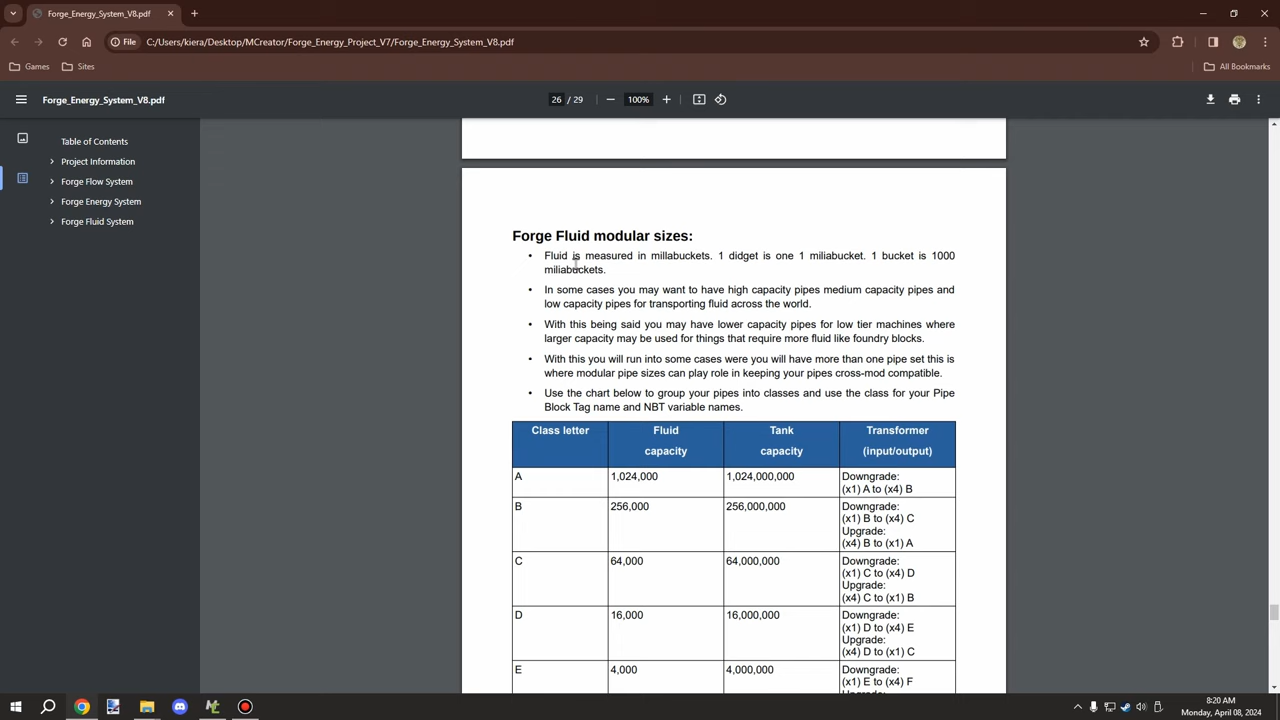 Forge_Energy_System_V8.pdf
File
C:/Users/kiera/Desktop/MCreator/Forge_Energy_Project_V7/Forge_Energy_System_V8.pdf
Games
Sites
All Bookmarks
Forge_Energy_System_V8.pdf
26 / 29
100%
Table of Contents
Project Information
Forge Flow System
Forge Energy System
Forge Fluid System
Forge Fluid modular sizes:
• Fluid is measured in millabuckets. 1 didget is one 1 miliabucket. 1 bucket is 1000
miliabuckets.
• In some cases you may want to have high capacity pipes medium capacity pipes and
low capacity pipes for transporting fluid across the world.
• With this being said you may have lower capacity pipes for low tier machines where
larger capacity may be used for things that require more fluid like foundry blocks.
• With this you will run into some cases were you will have more than one pipe set this is
where modular pipe sizes can play role in keeping your pipes cross-mod compatible.
• Use the chart below to group your pipes into classes and use the class for your Pipe
Block Tag name and NBT variable names.
Class letter
Fluid
capacity
Tank
capacity
Transformer
(input/output)
A
1,024,000
1,024,000,000
Downgrade:
(x1) A to (x4) B
B
256,000
256,000,000
Downgrade:
(x1) B to (x4) C
Upgrade:
(x4) B to (x1) A
C
64,000
64,000,000
Downgrade:
(x1) C to (x4) D
Upgrade:
(x4) C to (x1) B
D
16,000
16,000,000
Downgrade:
(x1) D to (x4) E
Upgrade:
(x4) D to (x1) C
E
4,000
4,000,000
Downgrade:
(x1) E to (x4) F
Upgrade:
8:20 AM
Monday, April 08, 2024